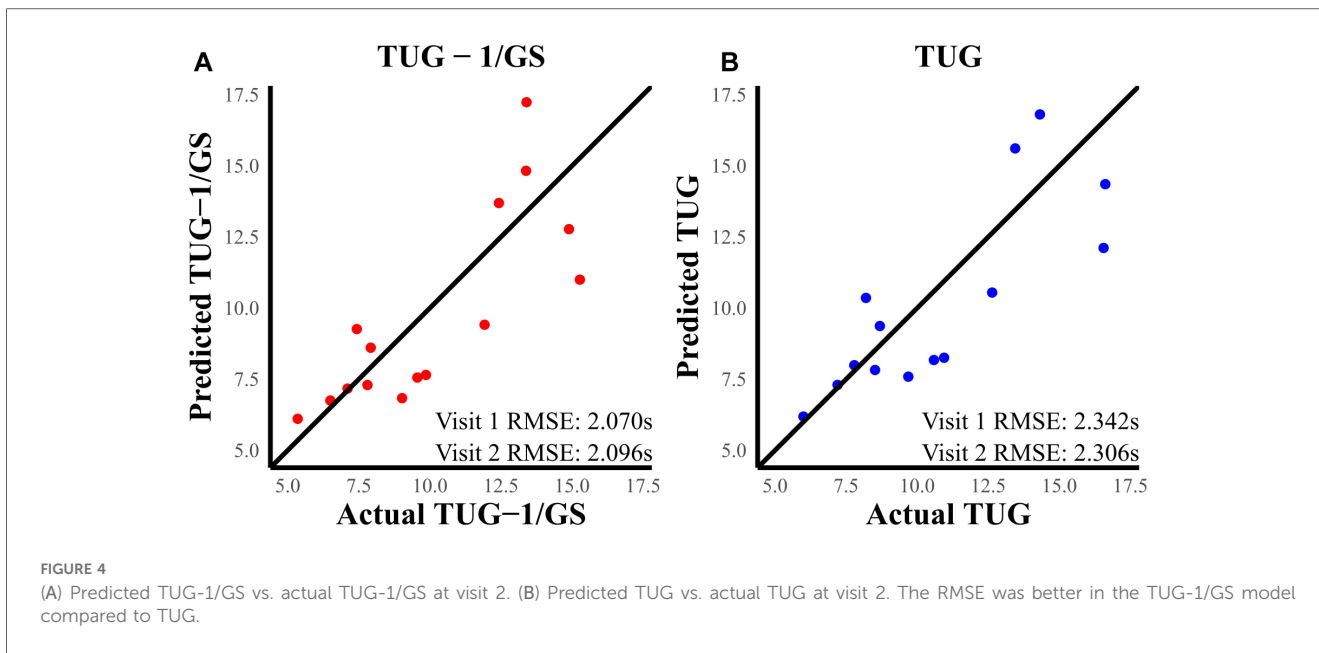 A
TUG – 1/GS
Predicted TUG–1/GS
17.5
15.0
12.5
10.0
7.5
5.0
Visit 1 RMSE: 2.070s
Visit 2 RMSE: 2.096s
5.0 7.5 10.0 12.5 15.0 17.5
Actual TUG–1/GS
B
TUG
Predicted TUG
17.5
15.0
12.5
10.0
7.5
5.0
Visit 1 RMSE: 2.342s
Visit 2 RMSE: 2.306s
5.0 7.5 10.0 12.5 15.0 17.5
Actual TUG
FIGURE 4
(A) Predicted TUG-1/GS vs. actual TUG-1/GS at visit 2. (B) Predicted TUG vs. actual TUG at visit 2. The RMSE was better in the TUG-1/GS model
compared to TUG.